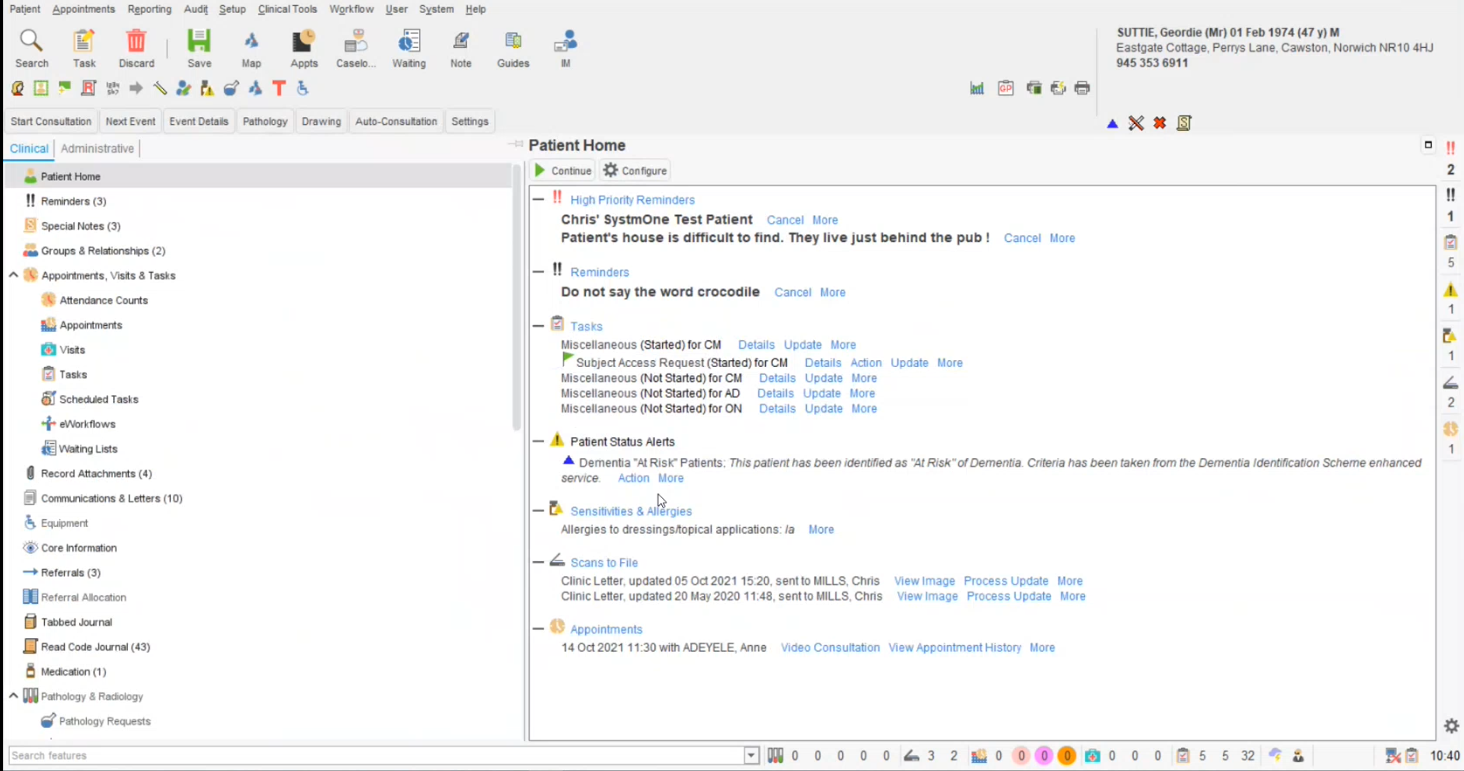 Patient Appointments Reporting Audit Setup Clinical Tools Workflow User System Help
Search Task Discard Save Map Appts Caselo... Waiting Note Guides IM
SUTTIE, Geordie (Mr) 01 Feb 1974 (47 y) M
Eastgate Cottage, Perrys Lane, Cawston, Norwich NR10 4HJ
945 353 6911
Start Consultation Next Event Event Details Pathology Drawing Auto-Consultation Settings
Clinical Administrative
Patient Home
Reminders (3)
Special Notes (3)
Groups & Relationships (2)
Appointments, Visits & Tasks
Attendance Counts
Appointments
Visits
Tasks
Scheduled Tasks
eWorkflows
Waiting Lists
Record Attachments (4)
Communications & Letters (10)
Equipment
Core Information
Referrals (3)
Referral Allocation
Tabbed Journal
Read Code Journal (43)
Medication (1)
Pathology & Radiology
Pathology Requests
Patient Home
Continue Configure
High Priority Reminders
Chris' SystmOne Test Patient Cancel More
Patient's house is difficult to find. They live just behind the pub ! Cancel More
Reminders
Do not say the word crocodile Cancel More
Tasks
Miscellaneous (Started) for CM Details Update More
Subject Access Request (Started) for CM Details Action Update More
Miscellaneous (Not Started) for CM Details Update More
Miscellaneous (Not Started) for AD Details Update More
Miscellaneous (Not Started) for ON Details Update More
Patient Status Alerts
Dementia "At Risk" Patients; This patient has been identified as "At Risk" of Dementia. Criteria has been taken from the Dementia Identification Scheme enhanced
service. Action More
Sensitivities & Allergies
Allergies to dressings/topical applications: la More
Scans to File
Clinic Letter, updated 05 Oct 2021 15:20, sent to MILLS, Chris View Image Process Update More
Clinic Letter, updated 20 May 2020 11:48, sent to MILLS, Chris View Image Process Update More
Appointments
14 Oct 2021 11:30 with ADEYELE, Anne Video Consultation View Appointment History More
2
1
5
1
1
2
1
Search features
0 0 0 0 0 3 2 0 0 0 0 0 0 0 5 5 32 10:40